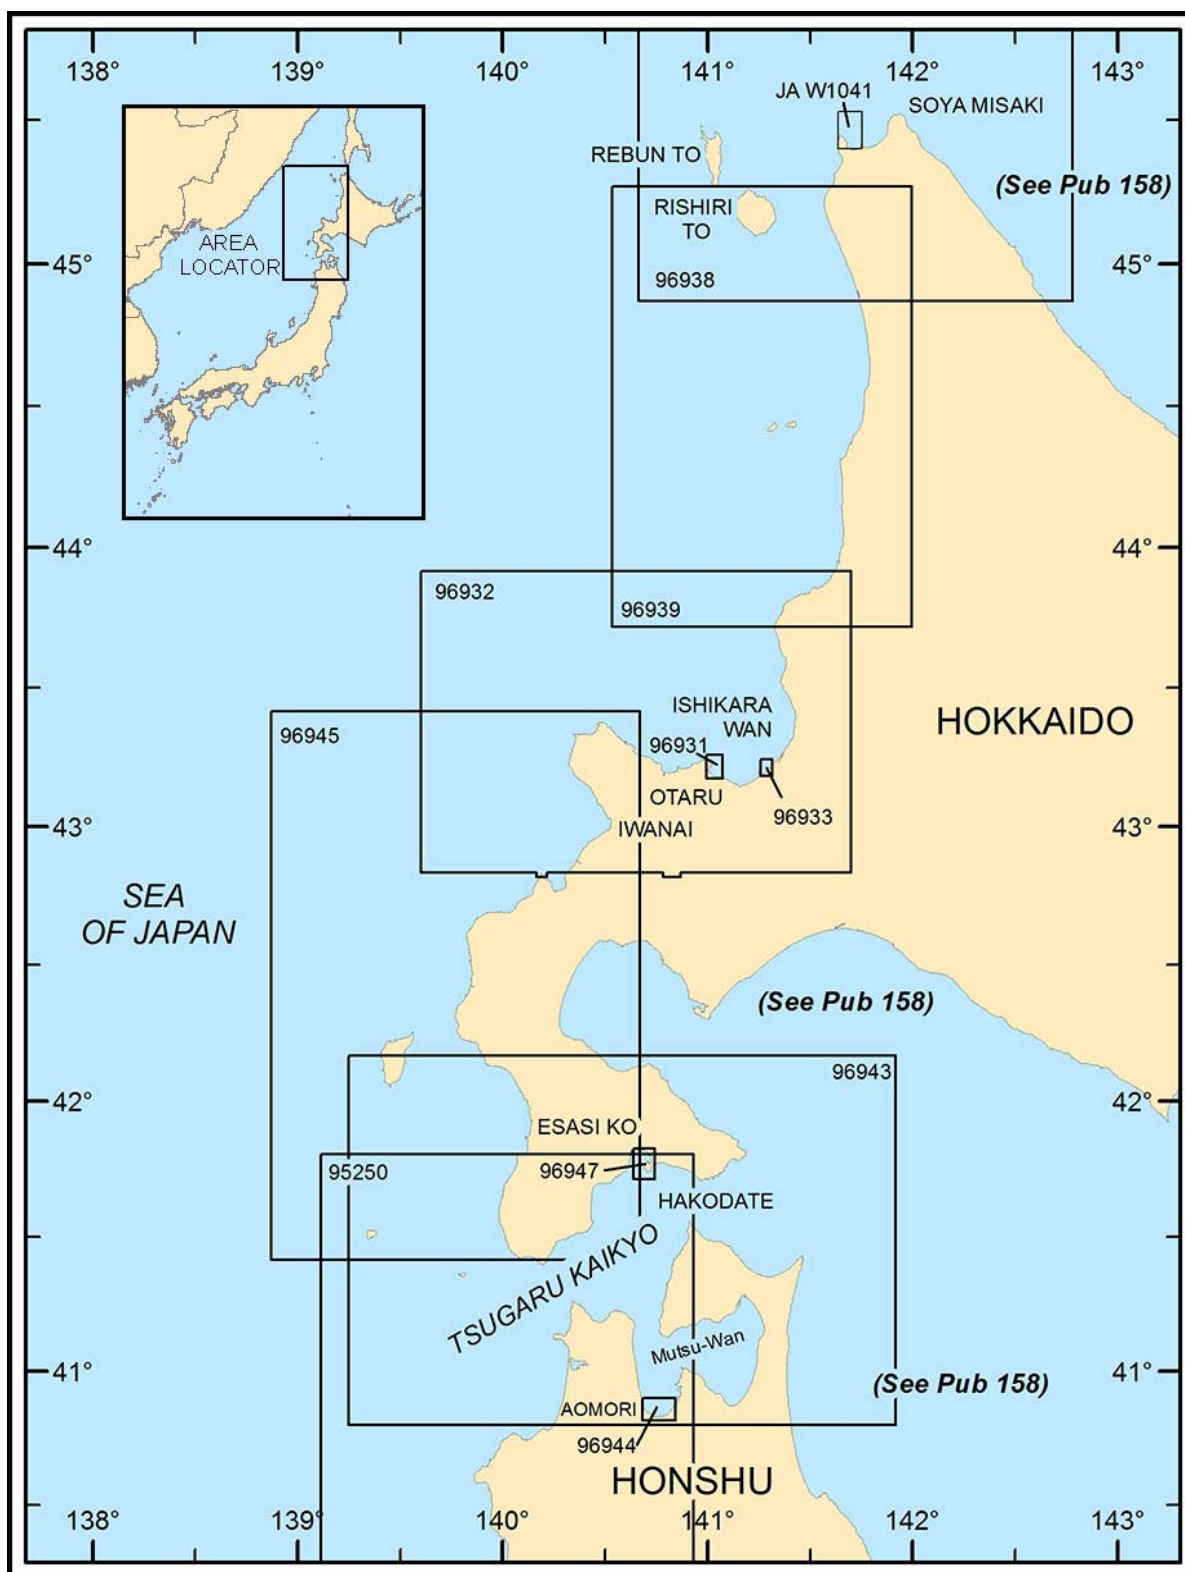 138°
139°
140°
141°
142°
143°
JA W1041
SOYA MISAKI
REBUN TO
(See Pub 158)
RISHIRI
TO
AREA
LOCATOR
45°
96938
45°
44°
44°
96932
96939
ISHIKARA
WAN
HOKKAIDO
96945
96931
OTARU
96933
IWANAI
43°
43°
SEA
OF JAPAN
(See Pub 158)
96943
42°
42°
ESASI KO
95250
96947
HAKODATE
TSUGARU KAIKYO
Mutsu-Wan
41°
41°
(See Pub 158)
AOMORI
96944
HONSHU
138°
139°
140°
141°
142°
143°